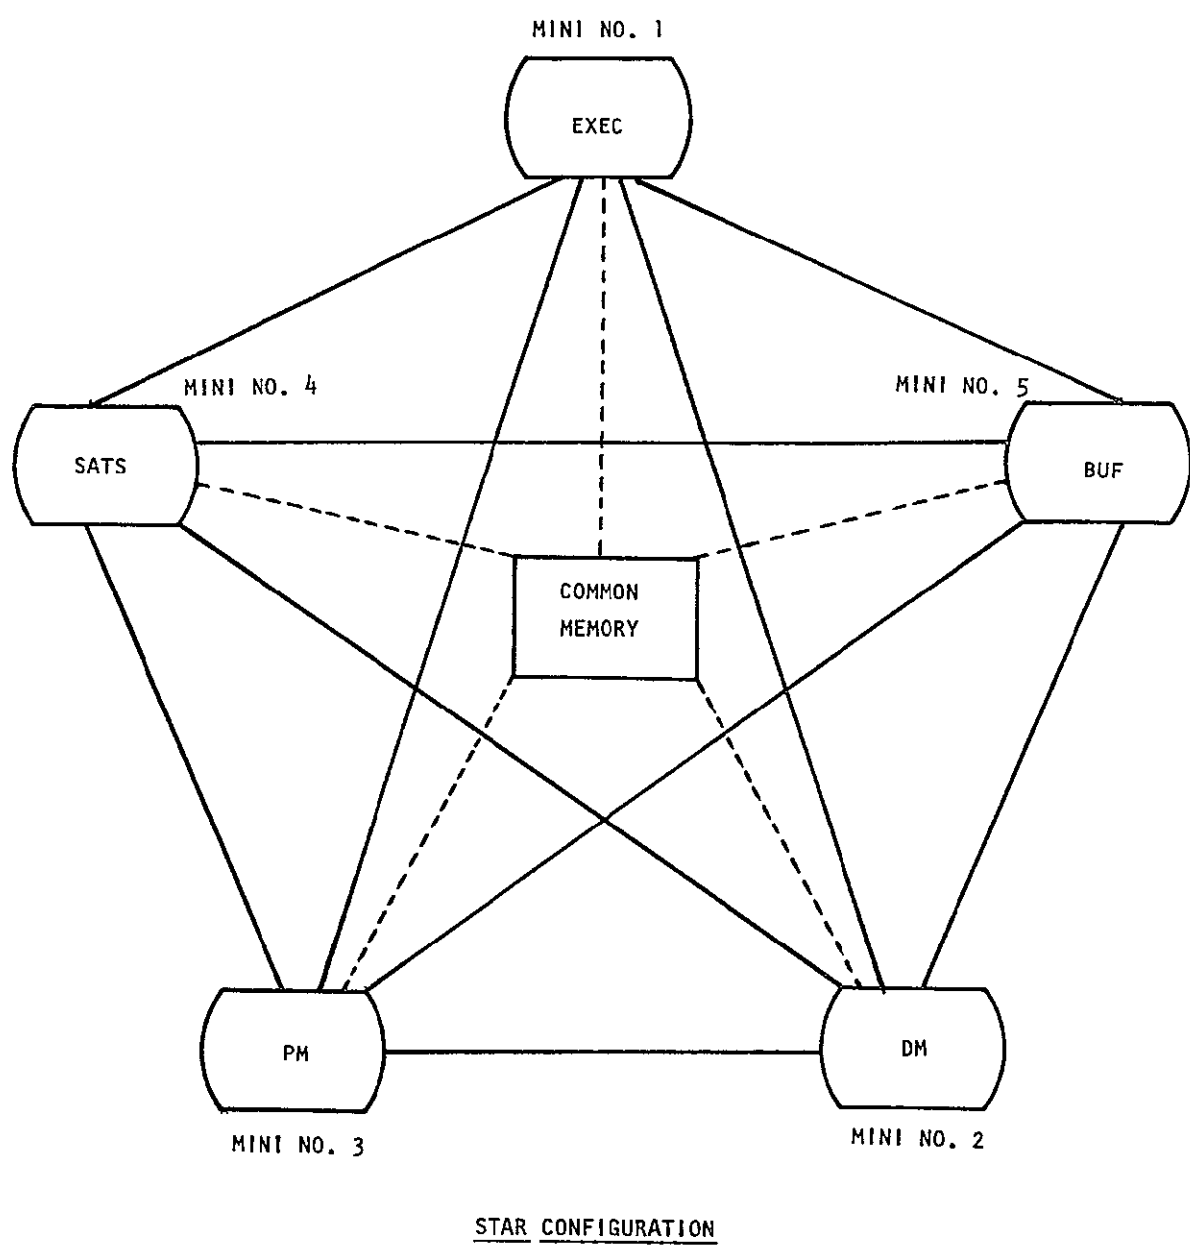 MINI NO. 1
EXEC
MINI NO. 4
MINI NO. 5
SATS
BUF
COMMON
MEMORY
PM
DM
MINI NO. 3
MINI NO. 2
STAR CONFIGURATION